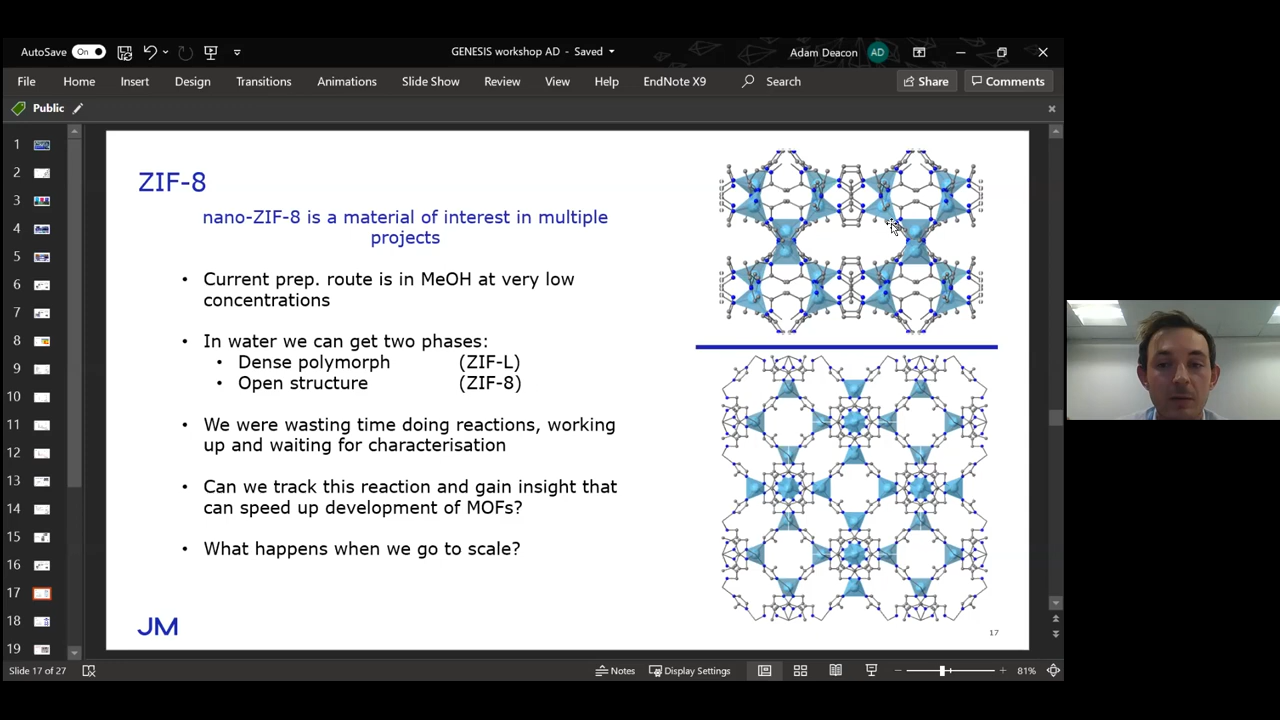 AutoSave On GENESIS workshop AD - Saved Adam Deacon AD
File Home Insert Design Transitions Animations Slide Show Review View Help EndNote X9 Search Share Comments
Public
1
2
3
4
5
6
7
8
9
10
11
12
13
14
15
16
17
18
19
ZIF-8
nano-ZIF-8 is a material of interest in multiple
projects
• Current prep. route is in MeOH at very low
concentrations
• In water we can get two phases:
• Dense polymorph (ZIF-L)
• Open structure (ZIF-8)
• We were wasting time doing reactions, working
up and waiting for characterisation
• Can we track this reaction and gain insight that
can speed up development of MOFs?
• What happens when we go to scale?
JM
17
Slide 17 of 27 Notes Display Settings 81%